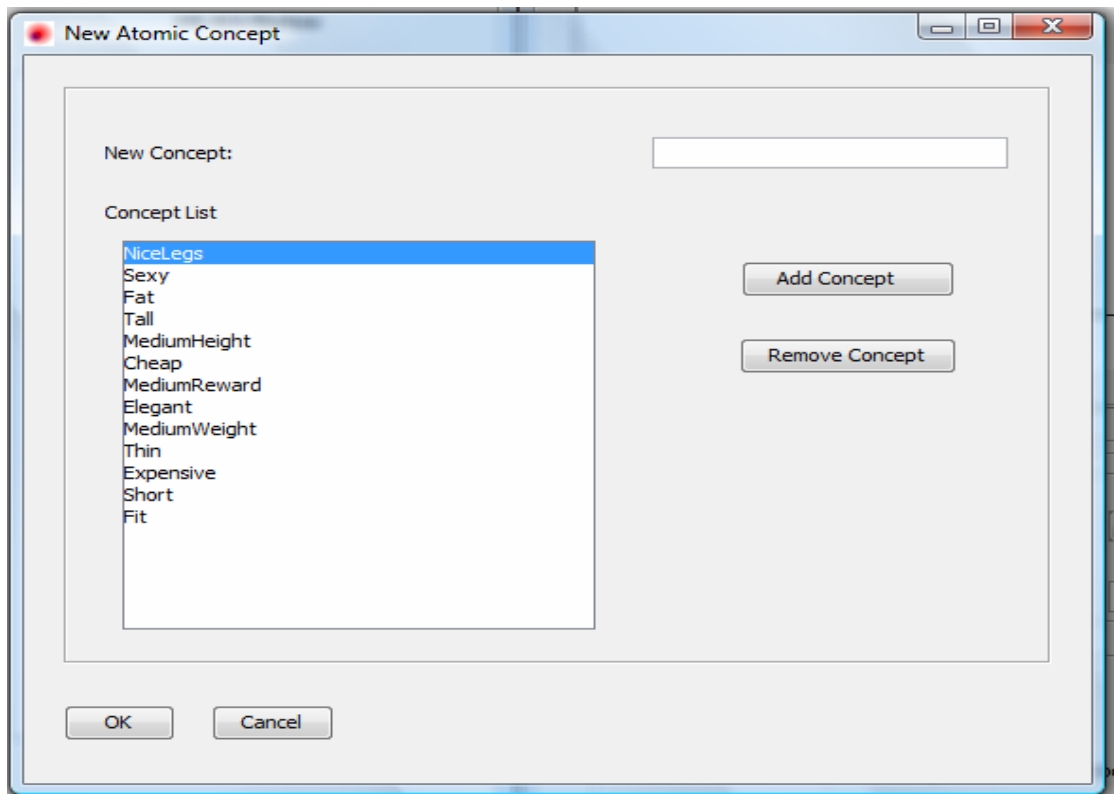 New Atomic Concept
New Concept:
Concept List
NiceLegs
Sexy
Fat
Tall
MediumHeight
Cheap
MediumReward
Elegant
MediumWeight
Thin
Expensive
Short
Fit
Add Concept
Remove Concept
OK
Cancel